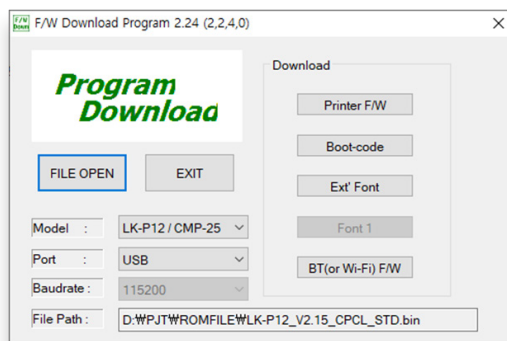 F/W Download Program 2.24 (2,2,4,0)
Program
Download
FILE OPEN
EXIT
Model :
LK-P12 / CMP-25
Port :
USB
Baudrate :
115200
File Path :
D:₩PJT₩ROMFILE₩LK-P12_V2.15_CPCL_STD.bin
Download
Printer F/W
Boot-code
Ext' Font
Font 1
BT(or Wi-Fi) F/W